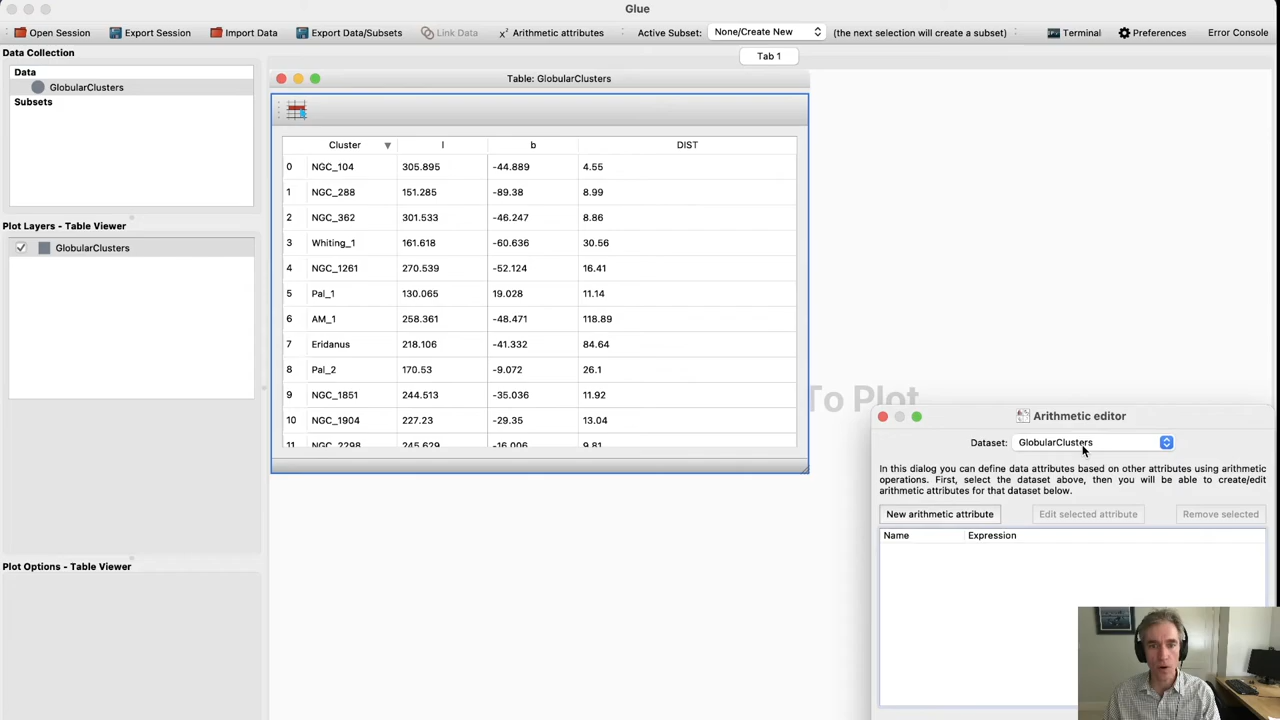 Glue
Open Session Export Session Import Data Export Data/Subsets Link Data Arithmetic attributes Active Subset: None/Create New (the next selection will create a subset) Terminal Preferences Error Console
Data Collection
Tab 1
Data
GlobularClusters
Subsets
Plot Layers - Table Viewer
GlobularClusters
Plot Options - Table Viewer
Table: GlobularClusters
Cluster l b DIST
0 NGC_104 305.895 -44.889 4.55
1 NGC_288 151.285 -89.38 8.99
2 NGC_362 301.533 -46.247 8.86
3 Whiting_1 161.618 -60.636 30.56
4 NGC_1261 270.539 -52.124 16.41
5 Pal_1 130.065 19.028 11.14
6 AM_1 258.361 -48.471 118.89
7 Eridanus 218.106 -41.332 84.64
8 Pal_2 170.53 -9.072 26.1
9 NGC_1851 244.513 -35.036 11.92
10 NGC_1904 227.23 -29.35 13.04
11 NGC_2298 245.629 -16.006 9.81
To Plot
Arithmetic editor
Dataset: GlobularClusters
In this dialog you can define data attributes based on other attributes using arithmetic
operations. First, select the dataset above, then you will be able to create/edit
arithmetic attributes for that dataset below.
New arithmetic attribute Edit selected attribute Remove selected
Name Expression